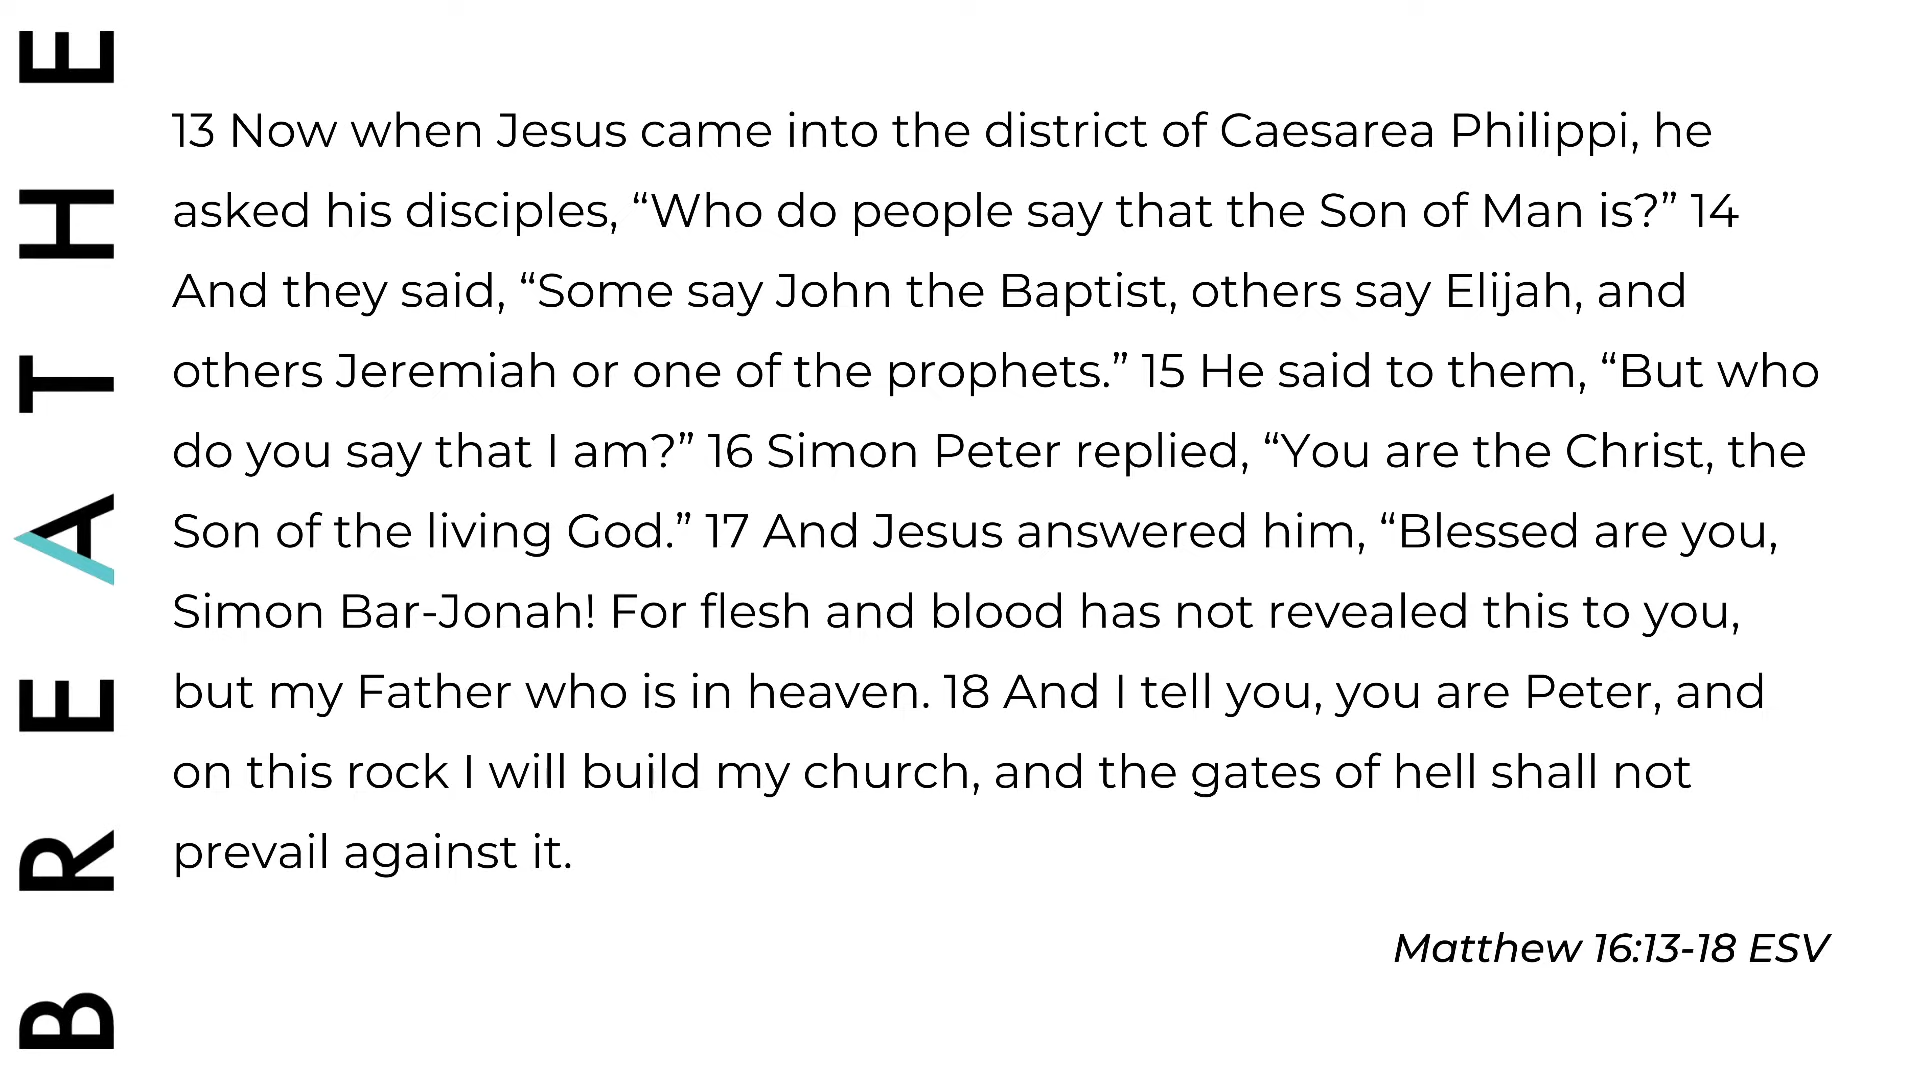 BREATHE
13 Now when Jesus came into the district of Caesarea Philippi, he
asked his disciples, “Who do people say that the Son of Man is?” 14
And they said, “Some say John the Baptist, others say Elijah, and
others Jeremiah or one of the prophets.” 15 He said to them, “But who
do you say that I am?” 16 Simon Peter replied, “You are the Christ, the
Son of the living God.” 17 And Jesus answered him, “Blessed are you,
Simon Bar-Jonah! For flesh and blood has not revealed this to you,
but my Father who is in heaven. 18 And I tell you, you are Peter, and
on this rock I will build my church, and the gates of hell shall not
prevail against it.
Matthew 16:13-18 ESV